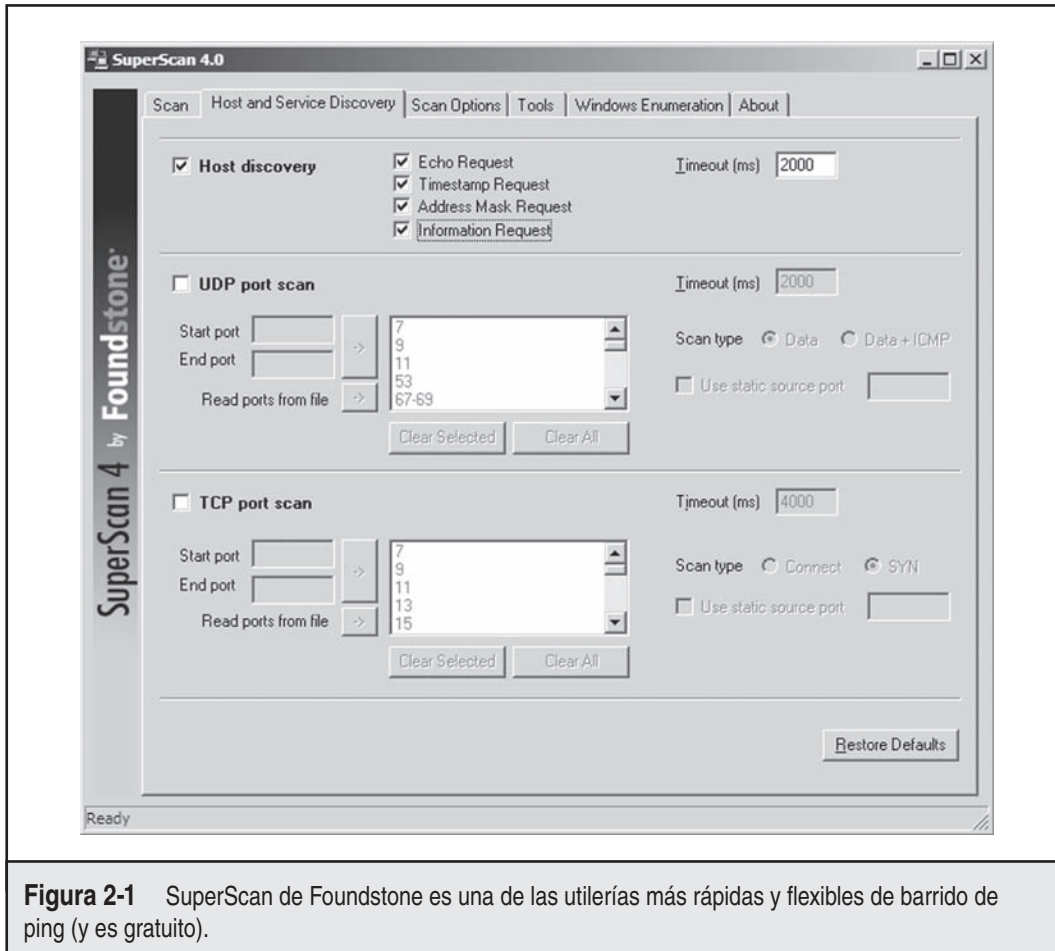 SuperScan 4.0
Scan Host and Service Discovery Scan Options Tools Windows Enumeration About
SuperScan 4 by Foundstone
Host discovery
Echo Request
Timestamp Request
Address Mask Request
Information Request
Timeout (ms) 2000
UDP port scan
Timeout (ms) 2000
Start port
End port
Read ports from file
->
->
7
9
11
53
67-69
Clear Selected Clear All
Scan type Data Data + ICMP
Use static source port
TCP port scan
Timeout (ms) 4000
Start port
End port
Read ports from file
->
->
7
9
11
13
15
Clear Selected Clear All
Scan type Connect SYN
Use static source port
Restore Defaults
Ready
Figura 2-1 SuperScan de Foundstone es una de las utilerías más rápidas y flexibles de barrido de
ping (y es gratuito).